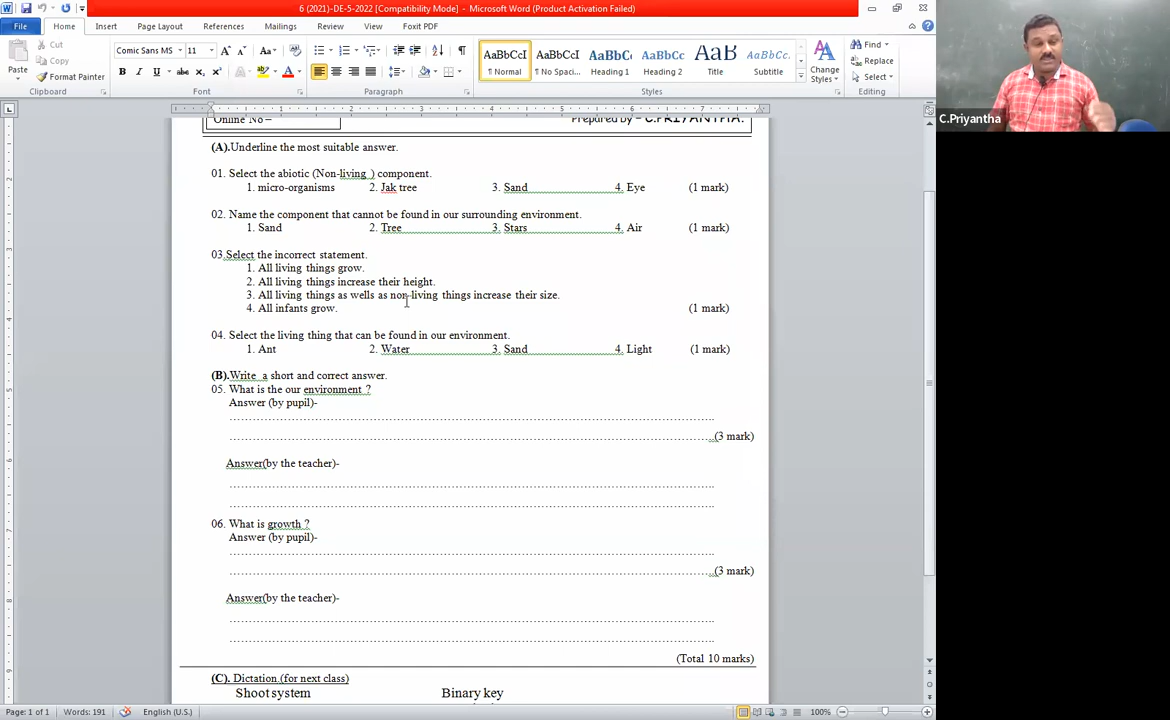 6 (2021)-DE-5-2022 [Compatibility Mode] - Microsoft Word (Product Activation Failed)
File Home Insert Page Layout References Mailings Review View Foxit PDF
Cut
Copy
Format Painter
Paste
Comic Sans MS 11
B I U abc x₂ x²
AaBbCcI AaBbCcI AaBbC AaBbCc AaB AaBbCc.
¶ Normal ¶ No Spaci... Heading 1 Heading 2 Title Subtitle
Change Styles
Find
Replace
Select
Clipboard Font Paragraph Styles Editing
Online No – Prepared by - C.PRIYANTHA.
(A).Underline the most suitable answer.
01. Select the abiotic (Non-living ) component.
1. micro-organisms 2. Jak tree 3. Sand 4. Eye (1 mark)
02. Name the component that cannot be found in our surrounding environment.
1. Sand 2. Tree 3. Stars 4. Air (1 mark)
03.Select the incorrect statement.
1. All living things grow.
2. All living things increase their height.
3. All living things as wells as non-living things increase their size.
4. All infants grow. (1 mark)
04. Select the living thing that can be found in our environment.
1. Ant 2. Water 3. Sand 4. Light (1 mark)
(B).Write a short and correct answer.
05. What is the our environment ?
Answer (by pupil)-
(3 mark)
Answer(by the teacher)-
06. What is growth ?
Answer (by pupil)-
(3 mark)
Answer(by the teacher)-
(Total 10 marks)
(C). Dictation.(for next class)
Shoot system Binary key
Page: 1 of 1 Words: 191 English (U.S.) 100%
C.Priyantha